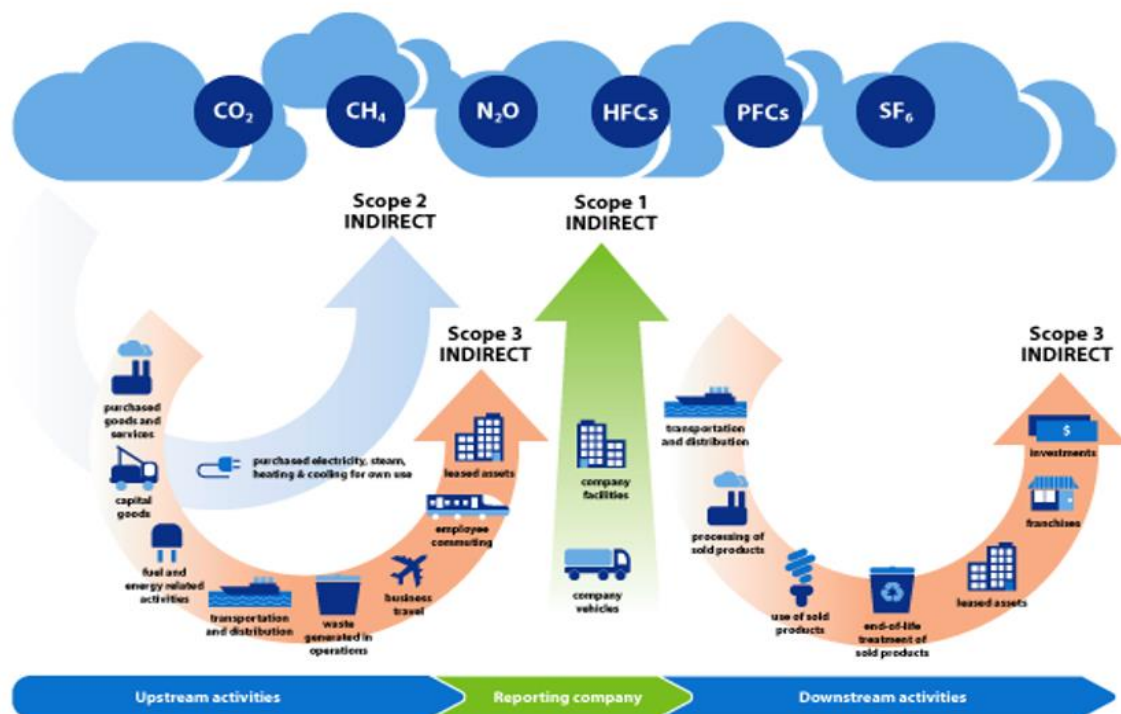 CO₂
CH₄
N₂O
HFCs
PFCs
SF₆
Scope 2
INDIRECT
Scope 1
INDIRECT
Scope 3
INDIRECT
Scope 3
INDIRECT
purchased
goods and
services
capital
goods
fuel and
energy related
activities
transportation
and distribution
waste
generated in
operations
business
travel
employee
commuting
leased assets
purchased electricity, steam,
heating & cooling for own use
company
facilities
company
vehicles
transportation
and distribution
processing of
sold products
use of sold
products
end-of-life
treatment of
sold products
leased assets
franchises
$
investments
Upstream activities
Reporting company
Downstream activities